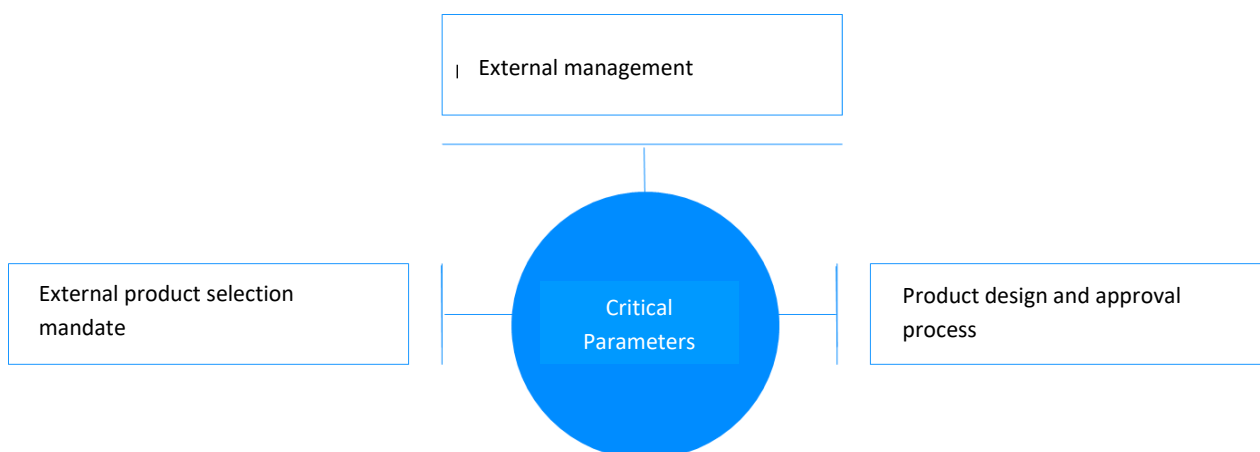 External management
External product selection
mandate
Critical
Parameters
Product design and approval
process